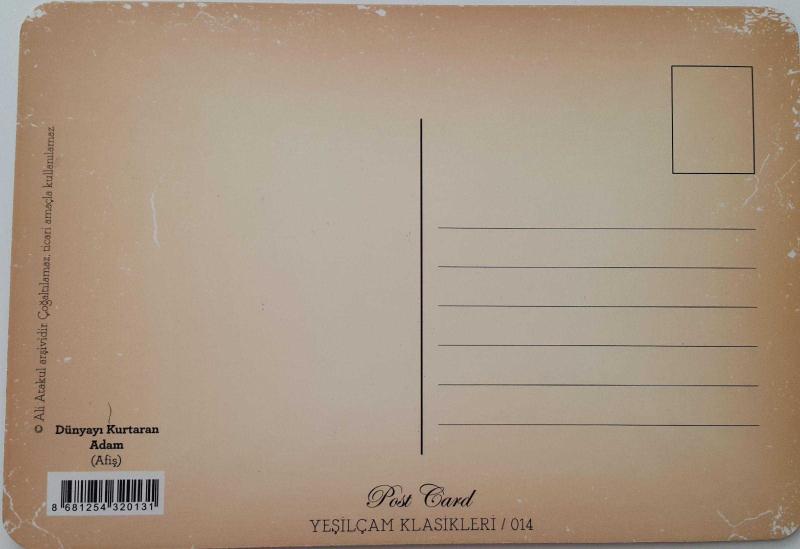 © Ali Atakul arşividir. Çoğaltılamaz, ticari amaçla kullanılamaz
Dünyayı Kurtaran
Adam
(Afiş)
8 681254 320131
Post Card
YEŞİLÇAM KLASİKLERİ / 014